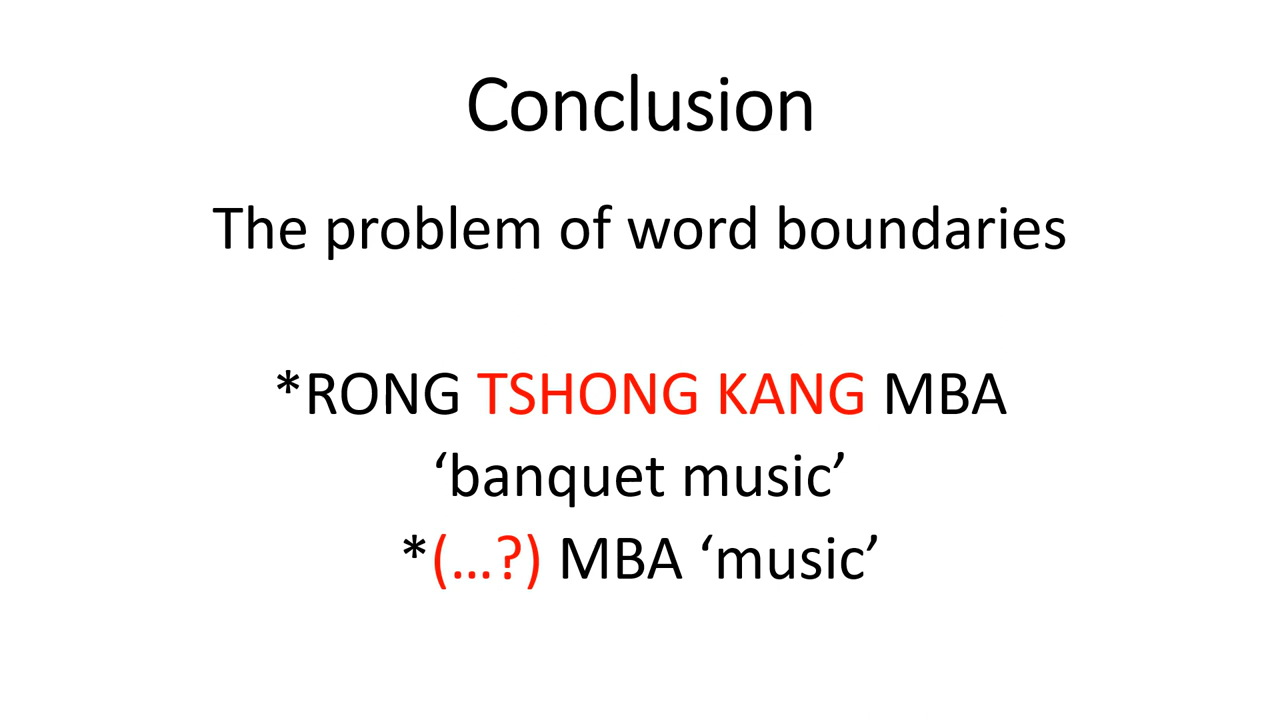 Conclusion
The problem of word boundaries
*RONG TSHONG KANG MBA
‘banquet music’
*(…?) MBA ‘music’